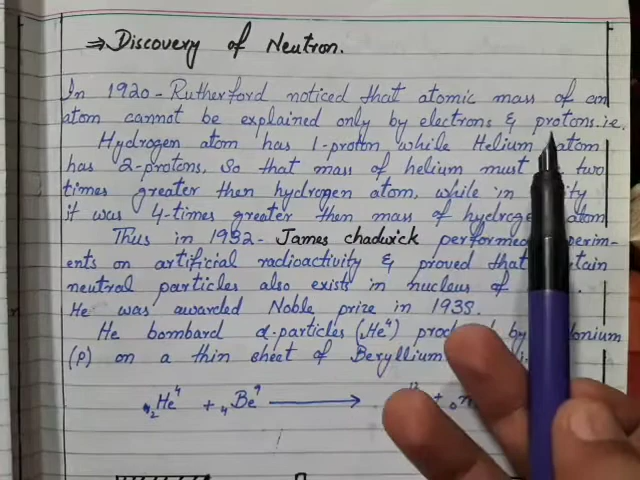 ⇒ Discovery of Neutron.
In 1920 - Rutherford noticed that atomic mass of an
atom cannot be explained only by electrons & protons. i.e.
Hydrogen atom has 1-proton while Helium atom
has 2-protons, so that mass of helium must two
times greater then hydrogen atom, while in
it was 4-times greater then mass of hydroge atom
Thus in 1932 - James chadwick performed
ents on artificial radioactivity & proved that
neutral particles also exists in nucleus of
He was awarded Noble prize in 1938.
He bombard α-particles (₂He⁴) by
(P) on a thin sheet of Beryllium
₂He⁴ + ₄Be⁹ ⟶ + ₀n